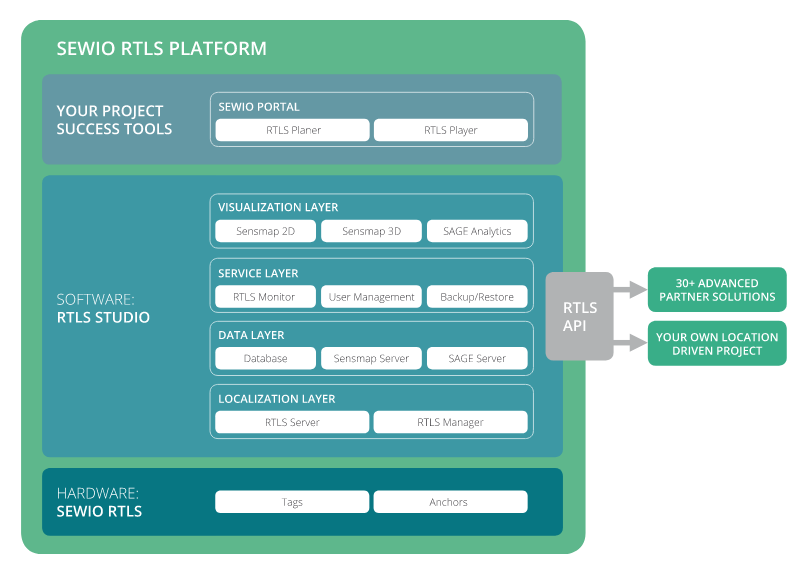 SEWIO RTLS PLATFORM
YOUR PROJECT
SUCCESS TOOLS
SEWIO PORTAL
RTLS Planer
RTLS Player
SOFTWARE:
RTLS STUDIO
VISUALIZATION LAYER
Sensmap 2D
Sensmap 3D
SAGE Analytics
SERVICE LAYER
RTLS Monitor
User Management
Backup/Restore
DATA LAYER
Database
Sensmap Server
SAGE Server
LOCALIZATION LAYER
RTLS Server
RTLS Manager
RTLS
API
30+ ADVANCED
PARTNER SOLUTIONS
YOUR OWN LOCATION
DRIVEN PROJECT
HARDWARE:
SEWIO RTLS
Tags
Anchors